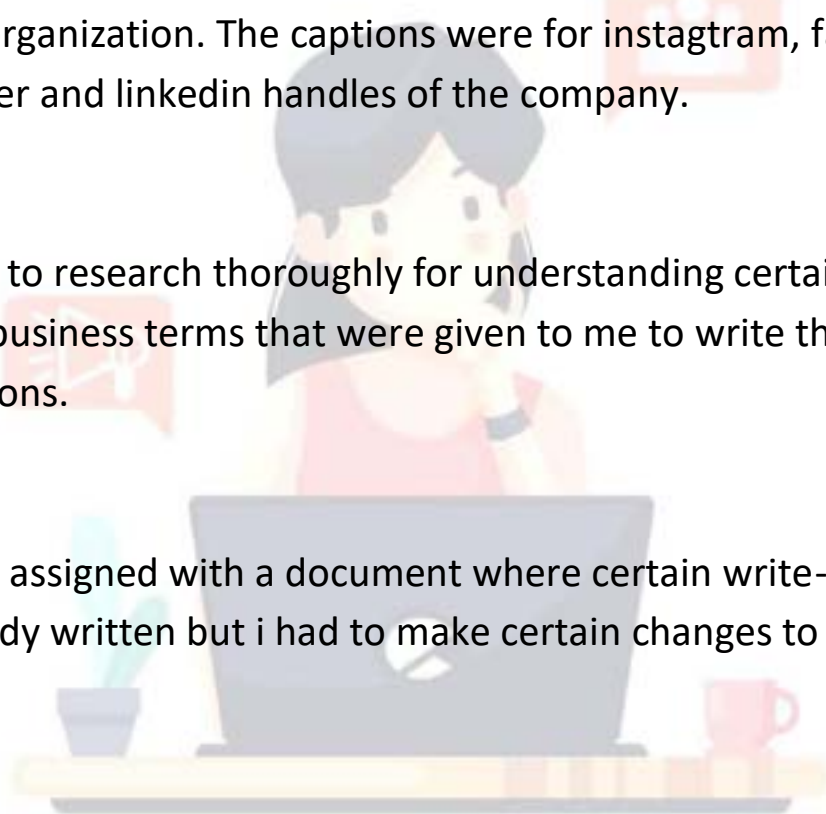 rganization. The captions were for instagtram, f
er and linkedin handles of the company.
to research thoroughly for understanding certai
business terms that were given to me to write th
ons.
assigned with a document where certain write-
dy written but i had to make certain changes to